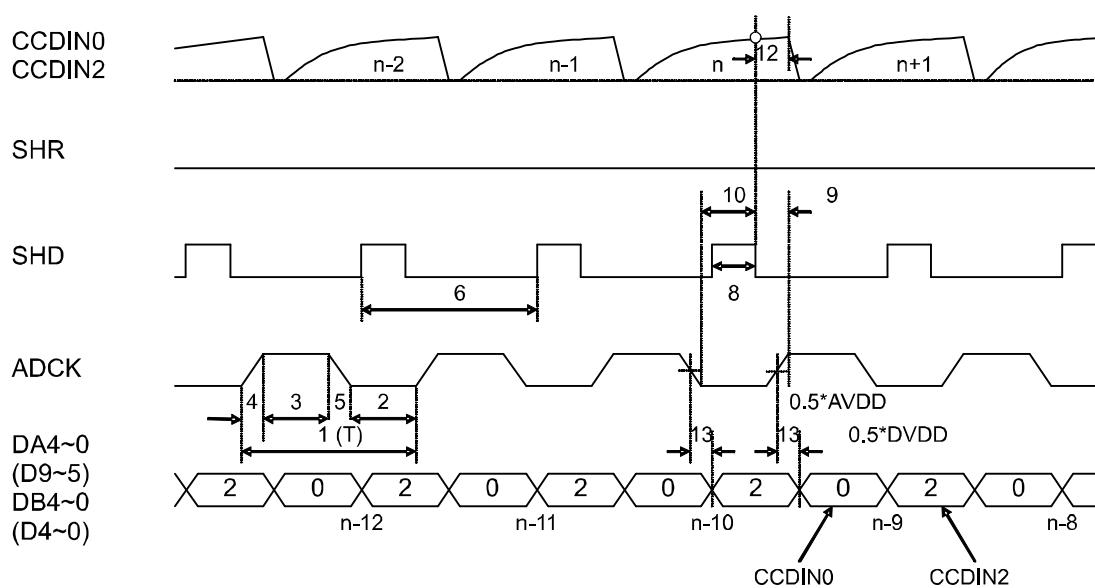 CCDIN0
CCDIN2
n-2
n-1
n
12
n+1
SHR
10
9
SHD
8
6
ADCK
4
3
5
2
1 (T)
0.5*AVDD
13
13
0.5*DVDD
DA4~0
(D9~5)
DB4~0
(D4~0)
2
0
2
0
2
0
2
0
2
0
n-12
n-11
n-10
n-9
n-8
CCDIN0
CCDIN2